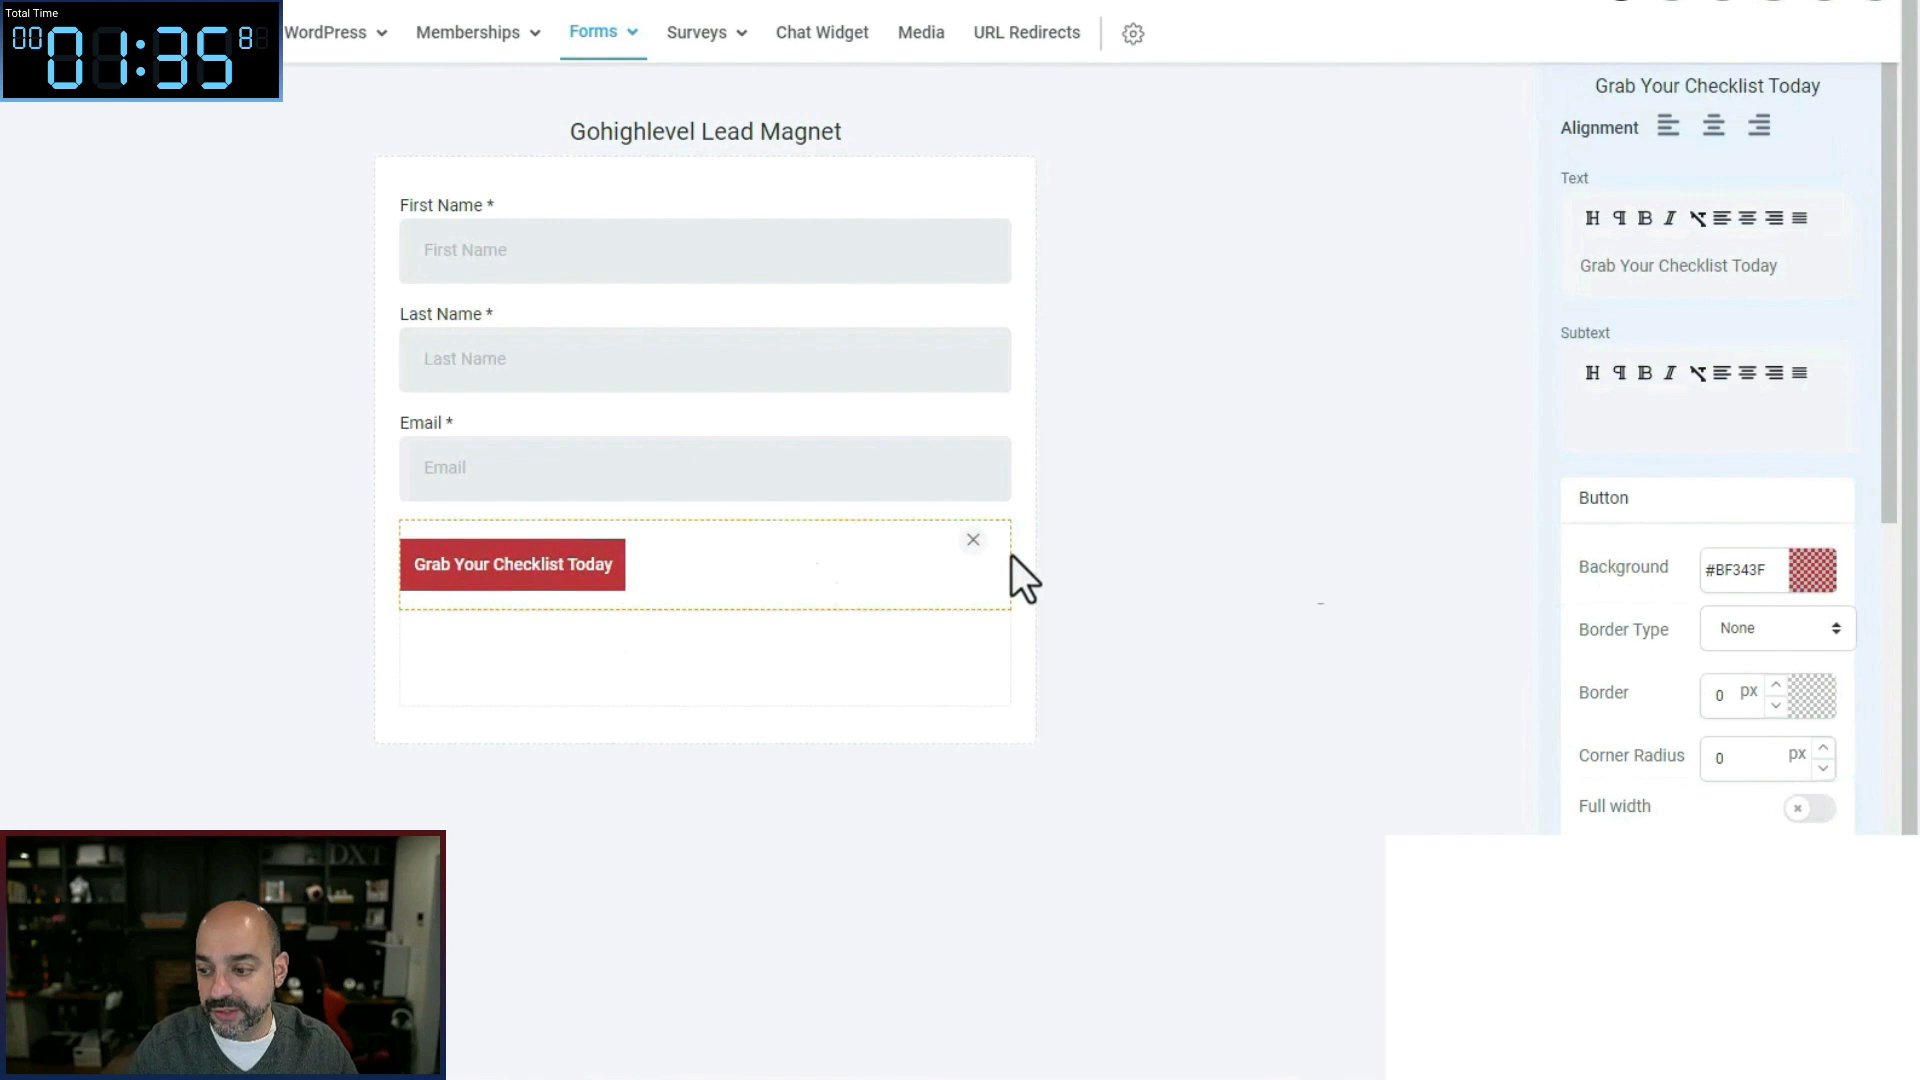 Total Time
00 01:35 8
WordPress
Memberships
Forms
Surveys
Chat Widget
Media
URL Redirects
Gohighlevel Lead Magnet
First Name *
First Name
Last Name *
Last Name
Email *
Email
Grab Your Checklist Today
Grab Your Checklist Today
Alignment
Text
H ¶ B I
Grab Your Checklist Today
Subtext
H ¶ B I
Button
Background #BF343F
Border Type None
Border 0 px
Corner Radius 0 px
Full width
DXT